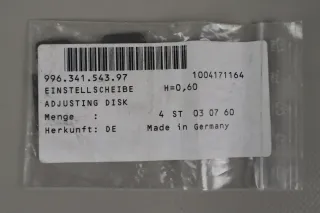 996.341.543.97 1004171164
EINSTELLSCHEIBE H=0,60
ADJUSTING DISK
Menge : 4 ST 03 07 60
Herkunft: DE Made in Germany